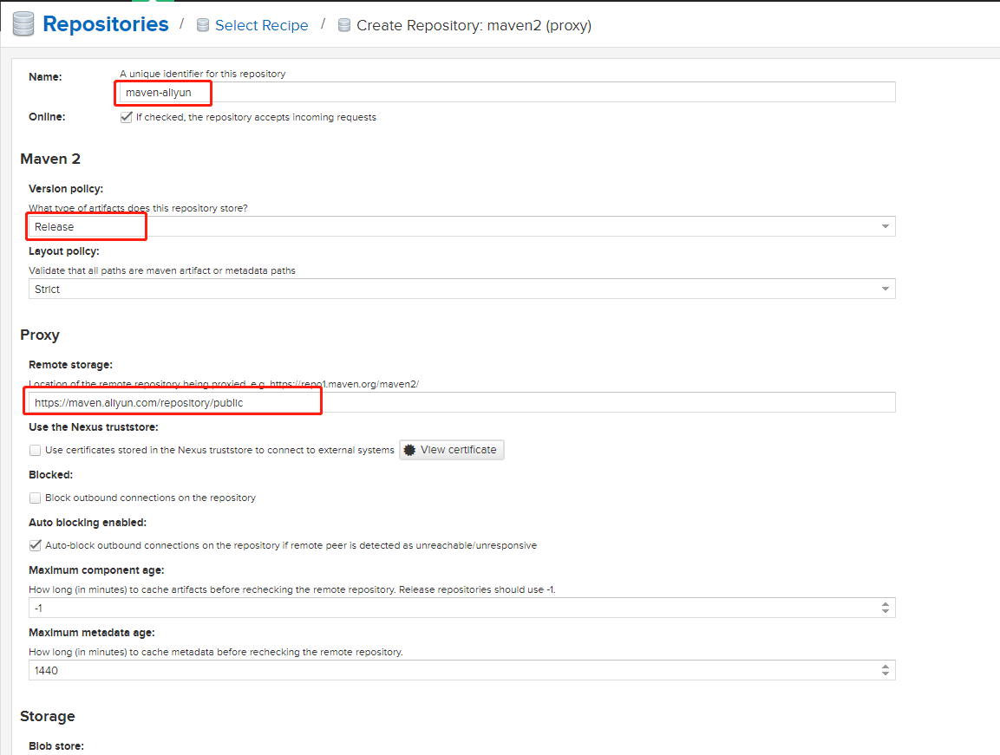 Repositories / Select Recipe / Create Repository: maven2 (proxy)
Name: A unique identifier for this repository
maven-aliyun
Online: If checked, the repository accepts incoming requests
Maven 2
Version policy:
What type of artifacts does this repository store?
Release
Layout policy:
Validate that all paths are maven artifact or metadata paths
Strict
Proxy
Remote storage:
Location of the remote repository being proxied, e.g. https://repo1.maven.org/maven2/
https://maven.aliyun.com/repository/public
Use the Nexus truststore:
Use certificates stored in the Nexus truststore to connect to external systems View certificate
Blocked:
Block outbound connections on the repository
Auto blocking enabled:
Auto-block outbound connections on the repository if remote peer is detected as unreachable/unresponsive
Maximum component age:
How long (in minutes) to cache artifacts before rechecking the remote repository. Release repositories should use -1.
-1
Maximum metadata age:
How long (in minutes) to cache metadata before rechecking the remote repository.
1440
Storage
Blob store: